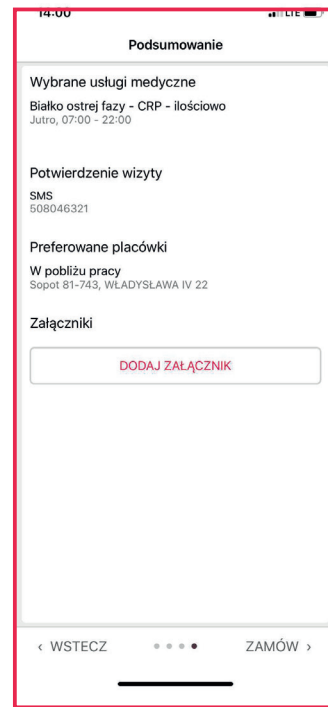 14:00 LTE
Podsumowanie
Wybrane usługi medyczne
Białko ostrej fazy - CRP - ilościowo
Jutro, 07:00 - 22:00
Potwierdzenie wizyty
SMS
508046321
Preferowane placówki
W pobliżu pracy
Sopot 81-743, WŁADYSŁAWA IV 22
Załączniki
DODAJ ZAŁĄCZNIK
‹ WSTECZ ZAMÓW ›